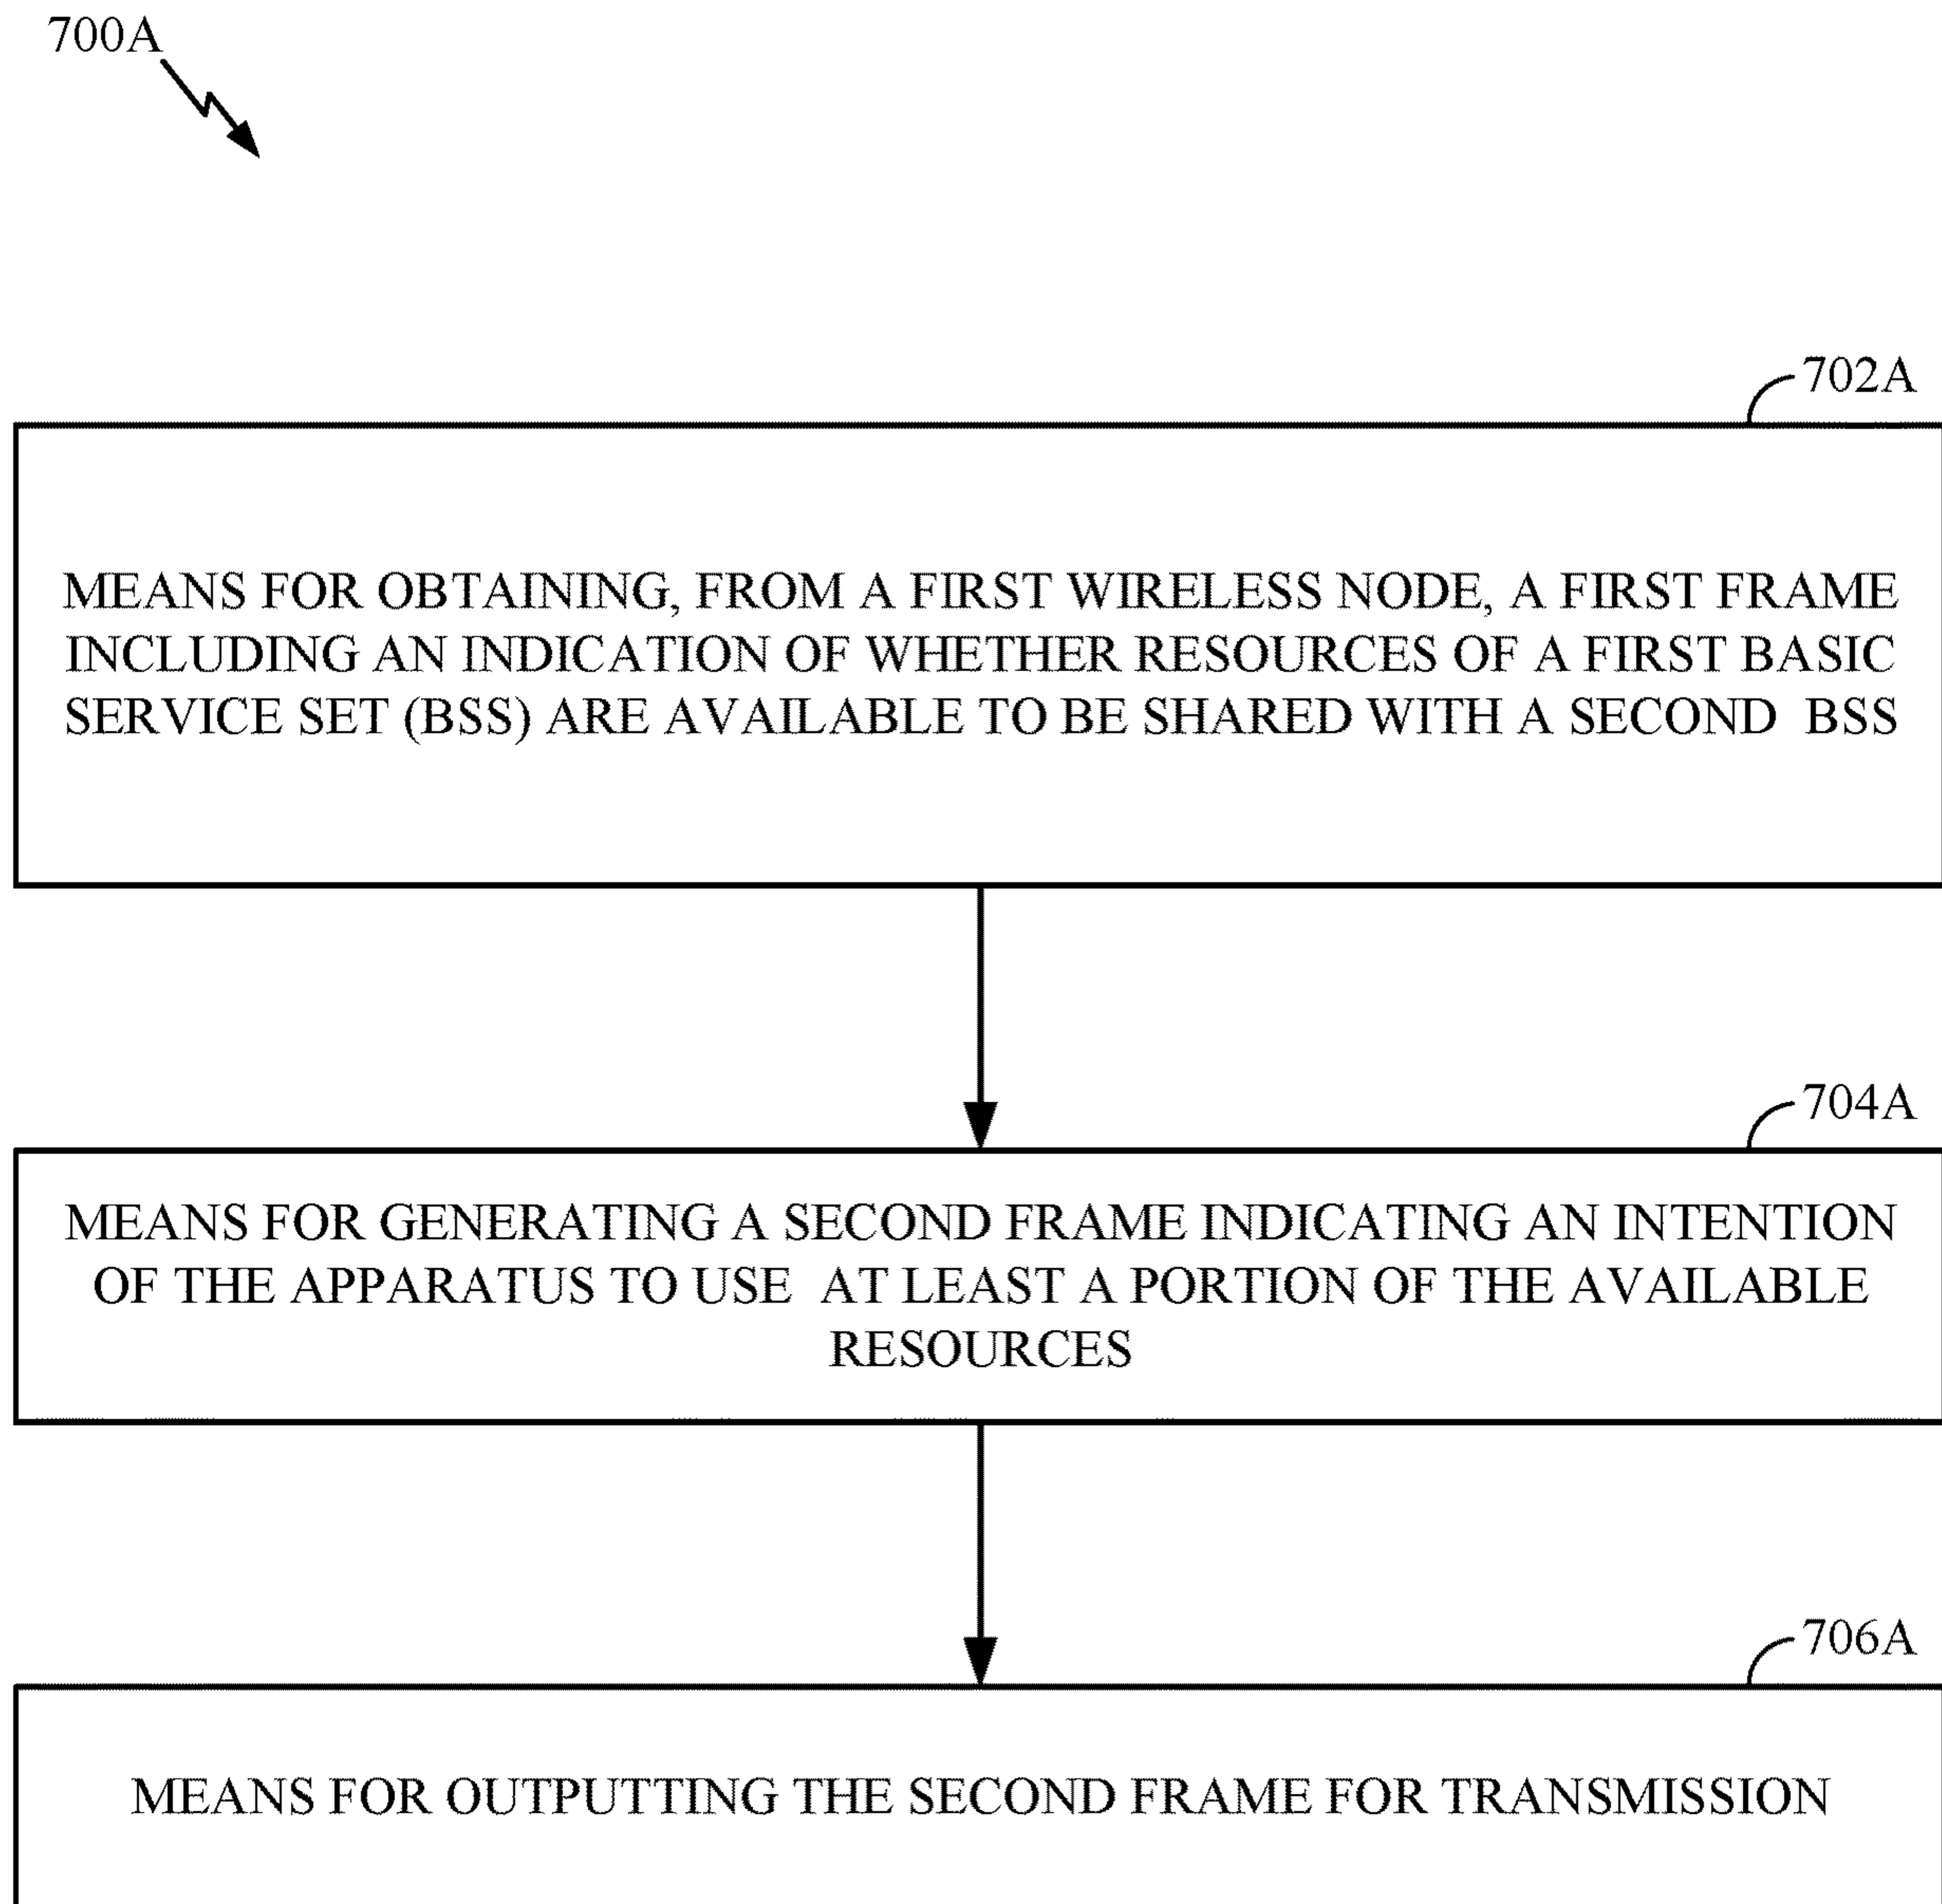 700A
702A
MEANS FOR OBTAINING, FROM A FIRST WIRELESS NODE, A FIRST FRAME
INCLUDING AN INDICATION OF WHETHER RESOURCES OF A FIRST BASIC
SERVICE SET (BSS) ARE AVAILABLE TO BE SHARED WITH A SECOND BSS
704A
MEANS FOR GENERATING A SECOND FRAME INDICATING AN INTENTION
OF THE APPARATUS TO USE AT LEAST A PORTION OF THE AVAILABLE
RESOURCES
706A
MEANS FOR OUTPUTTING THE SECOND FRAME FOR TRANSMISSION